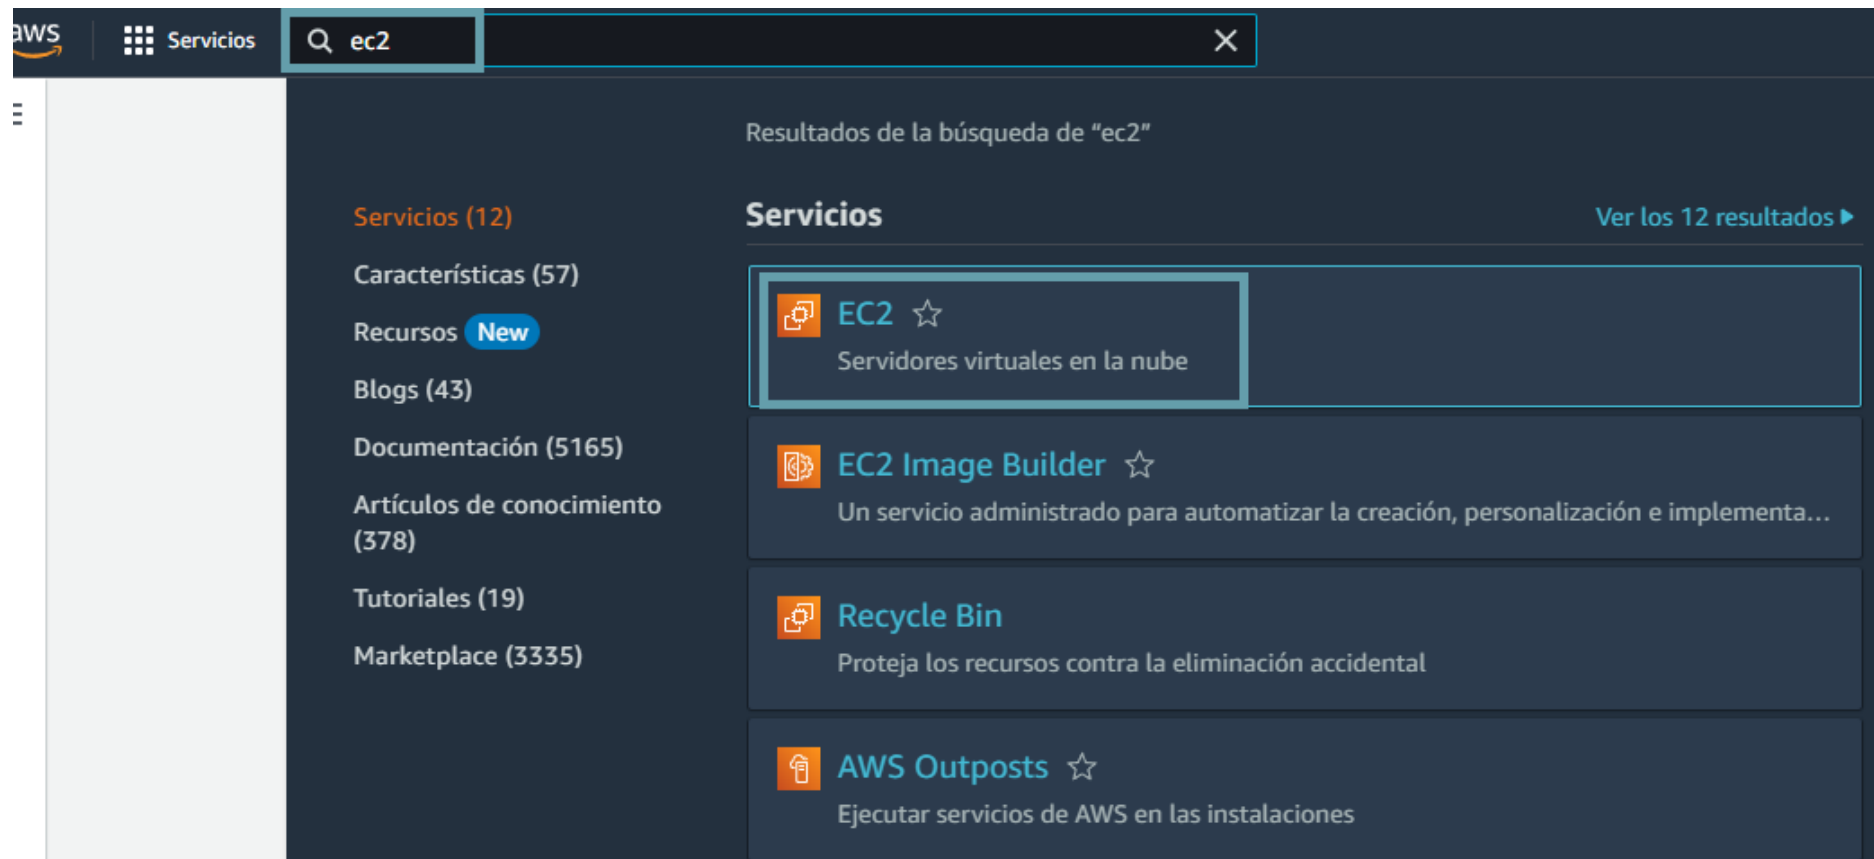 aws
Servicios
ec2
Resultados de la búsqueda de “ec2”
Servicios (12)
Características (57)
Recursos New
Blogs (43)
Documentación (5165)
Artículos de conocimiento
(378)
Tutoriales (19)
Marketplace (3335)
Servicios
Ver los 12 resultados
EC2
Servidores virtuales en la nube
EC2 Image Builder
Un servicio administrado para automatizar la creación, personalización e implementa...
Recycle Bin
Proteja los recursos contra la eliminación accidental
AWS Outposts
Ejecutar servicios de AWS en las instalaciones